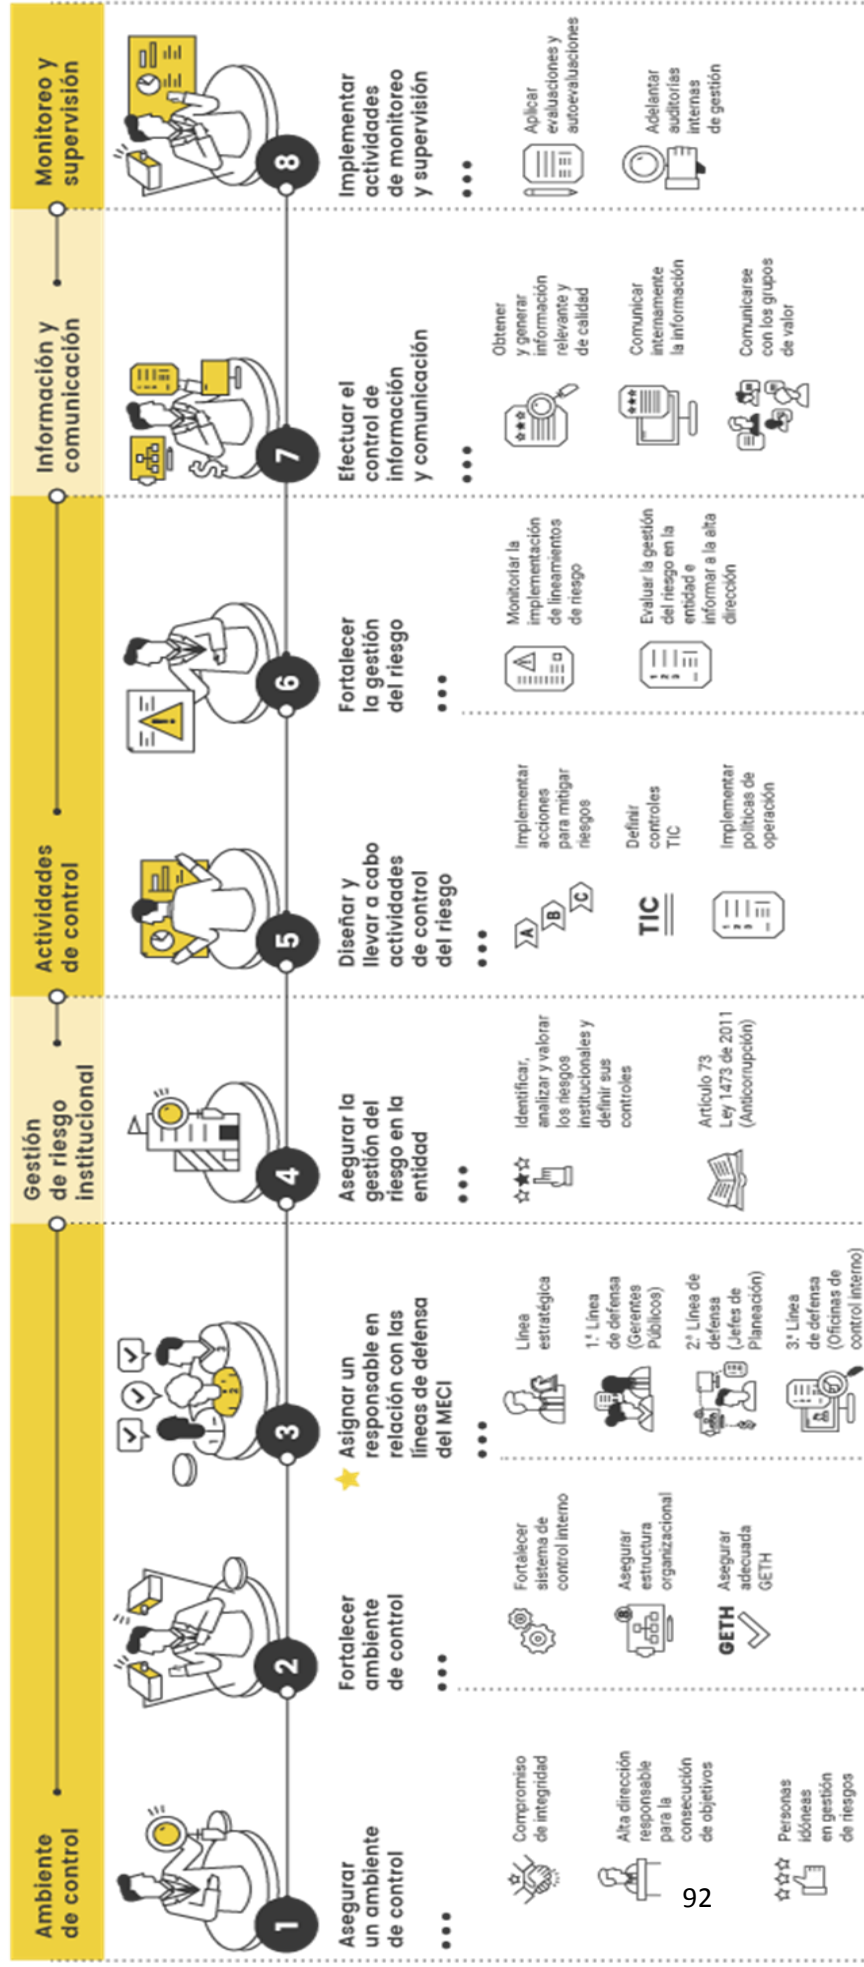 Ambiente
de control
Gestión
de riesgo
institucional
Actividades
de control
Información y
comunicación
Monitoreo y
supervisión
1
Asegurar
un ambiente
de control
Compromiso
de integridad
Alta dirección
responsable
para la
consecución
de objetivos
Personas
idóneas
en gestión
de riesgos
2
Fortalecer
ambiente
de control
Fortalecer
sistema de
control interno
Asegurar
estructura
organizacional
GETH
Asegurar
adecuada
GETH
3
Asignar un
responsable en
relación con las
líneas de defensa
del MECI
Línea
estratégica
1.ª Línea
de defensa
(Gerentes
Públicos)
2.ª Línea de
defensa
(Jefes de
Planeación)
3.ª Línea
de defensa
(Oficinas de
control interno)
4
Asegurar la
gestión del
riesgo en la
entidad
Identificar,
analizar y valorar
los riesgos
institucionales y
definir sus
controles
Artículo 73
Ley 1473 de 2011
(Anticorrupción)
5
Diseñar y
llevar a cabo
actividades
de control
del riesgo
A
B
C
Implementar
acciones
para mitigar
riesgos
TIC
Definir
controles
TIC
Implementar
políticas de
operación
6
Fortalecer
la gestión
del riesgo
Monitoriar la
implementación
de lineamientos
de riesgo
Evaluar la gestión
del riesgo en la
entidad e
informar a la alta
dirección
7
Efectuar el
control de
información
y comunicación
Obtener
y generar
información
relevante y
de calidad
Comunicar
internamente
la información
Comunicarse
con los grupos
de valor
8
Implementar
actividades
de monitoreo
y supervisión
Aplicar
evaluaciones y
autoevaluaciones
Adelantar
auditorías
internas
de gestión
92